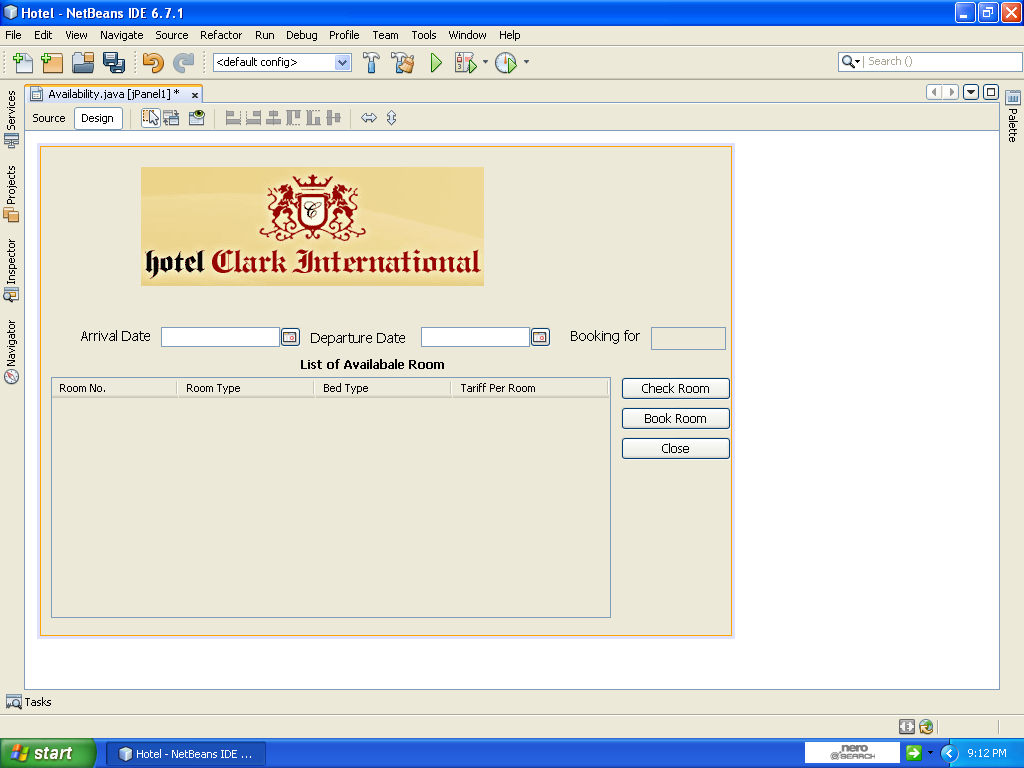 Hotel - NetBeans IDE 6.7.1
File Edit View Navigate Source Refactor Run Debug Profile Team Tools Window Help
<default config>
Search ()
Availability.java [jPanel1] * x
Source Design
Services
Projects
Inspector
Navigator
Palette
C
hotel Clark International
Arrival Date
Departure Date
Booking for
List of Availabale Room
Room No. Room Type Bed Type Tariff Per Room
Check Room
Book Room
Close
Tasks
start
Hotel - NetBeans IDE ...
nero
@SEARCH
9:12 PM